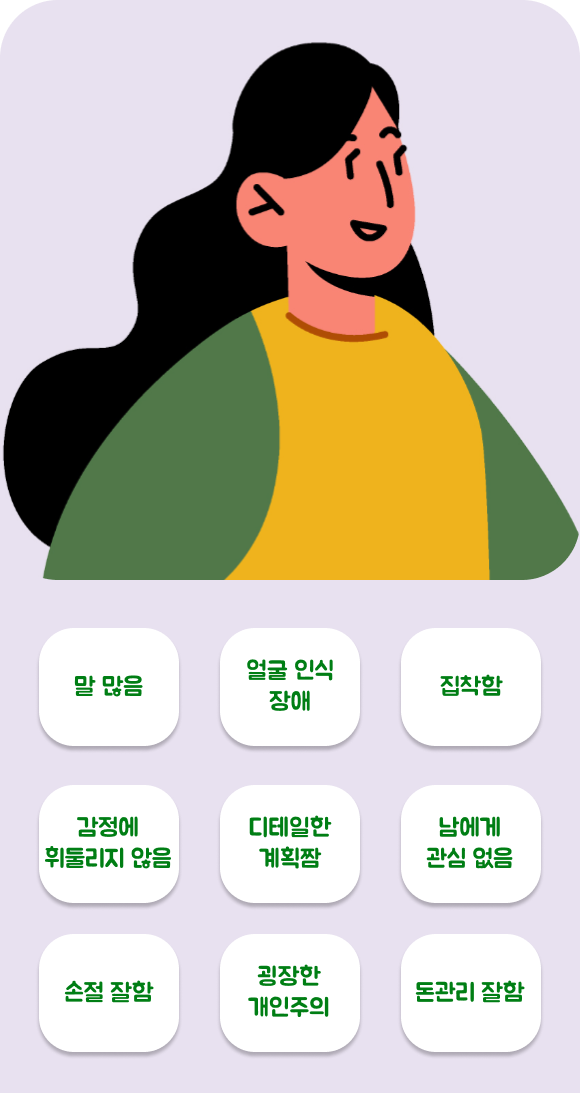 말 많음
얼굴 인식
장애
집착함
감정에
휘둘리지 않음
디테일한
계획짬
남에게
관심 없음
손절 잘함
굉장한
개인주의
돈관리 잘함